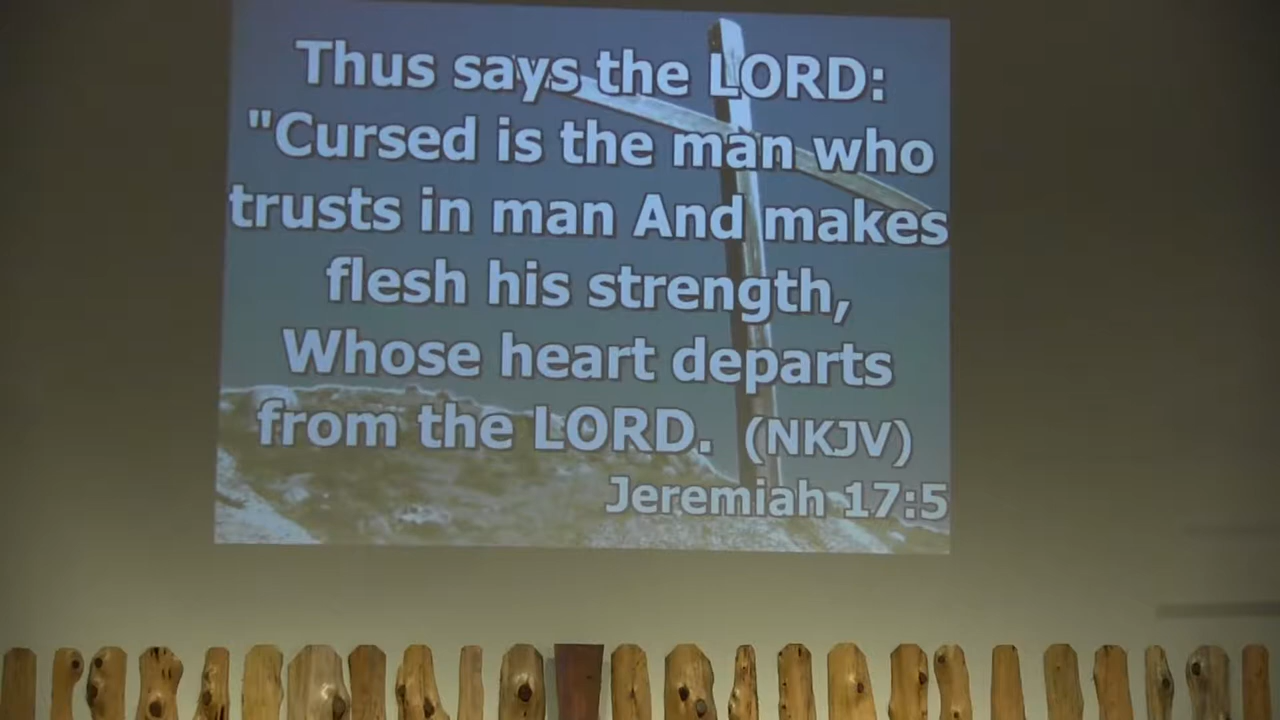 Thus says the LORD:
"Cursed is the man who
trusts in man And makes
flesh his strength,
Whose heart departs
from the LORD. (NKJV)
Jeremiah 17:5